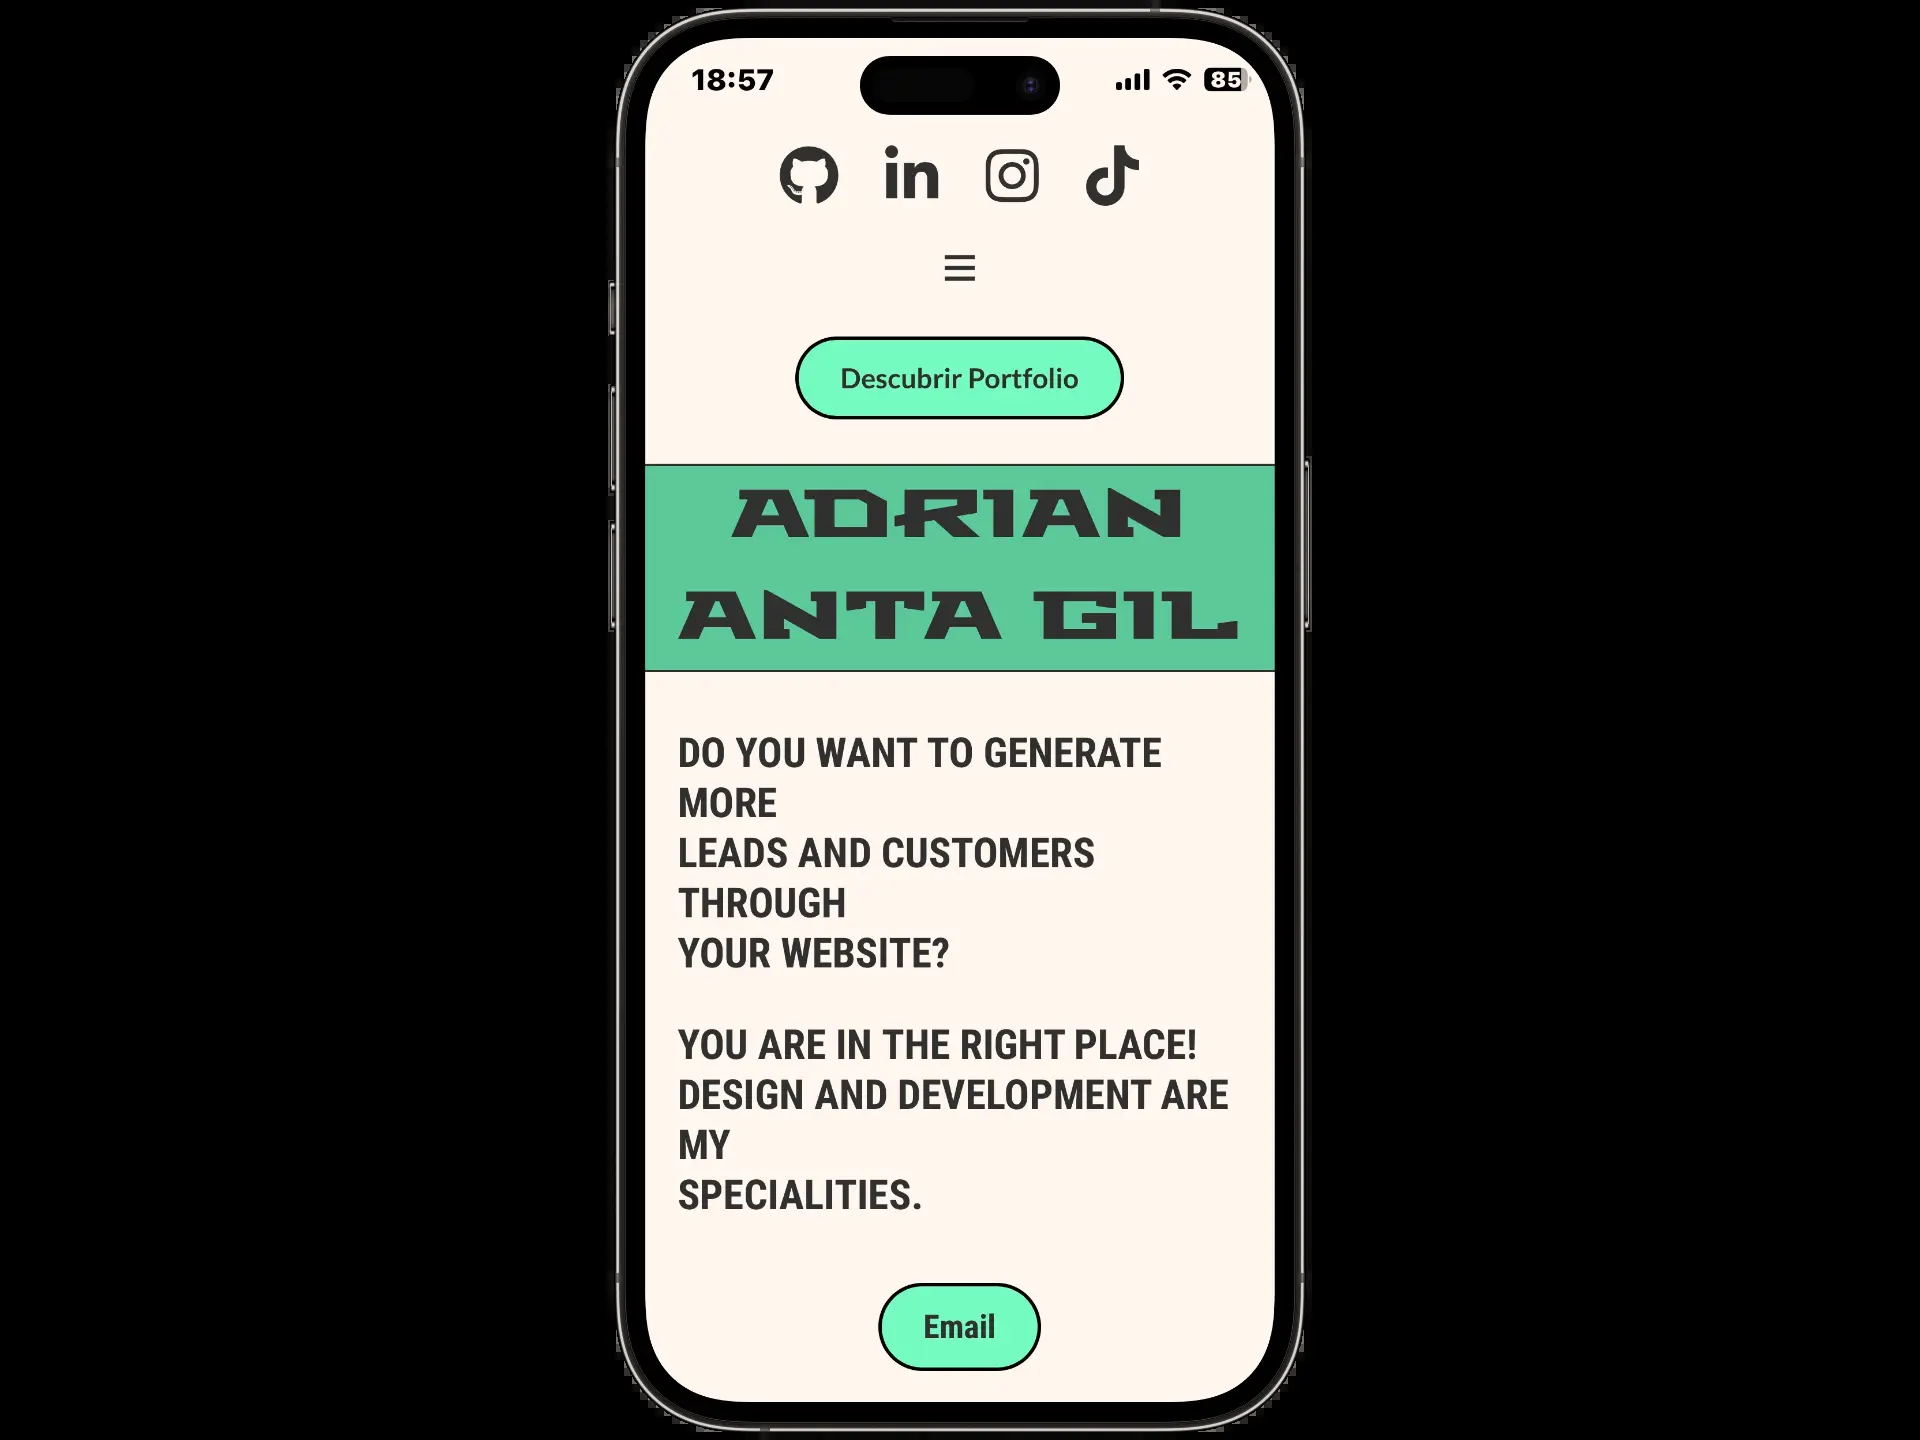 18:57
85
in
Descubrir Portfolio
ADRIAN
ANTA GIL
DO YOU WANT TO GENERATE
MORE
LEADS AND CUSTOMERS
THROUGH
YOUR WEBSITE?
YOU ARE IN THE RIGHT PLACE!
DESIGN AND DEVELOPMENT ARE
MY
SPECIALITIES.
Email